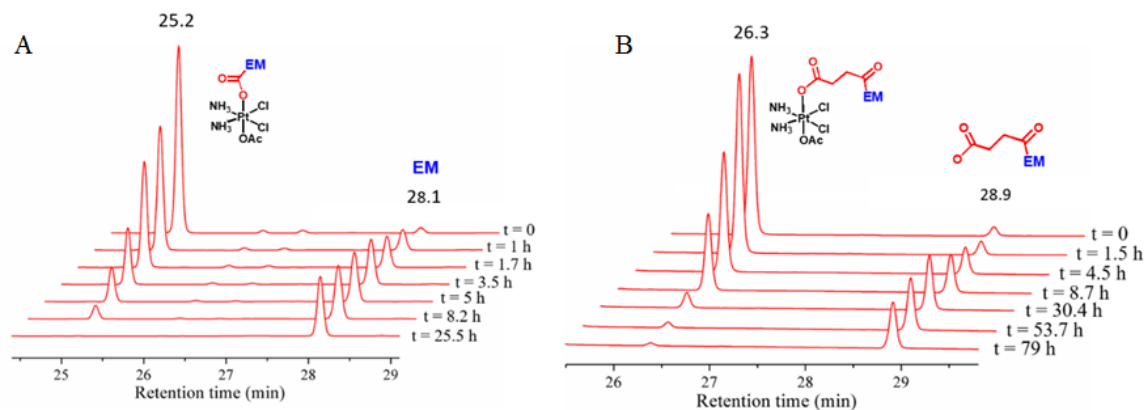 A
25.2
EM
O
O
NH3
Cl
Pt
NH3
Cl
OAc
EM
28.1
t = 0
t = 1 h
t = 1.7 h
t = 3.5 h
t = 5 h
t = 8.2 h
t = 25.5 h
25 26 27 28 29
Retention time (min)
B
26.3
O
O
O
EM
NH3
Cl
Pt
NH3
Cl
OAc
O
O
O
EM
28.9
t = 0
t = 1.5 h
t = 4.5 h
t = 8.7 h
t = 30.4 h
t = 53.7 h
t = 79 h
26 27 28 29
Retention time (min)